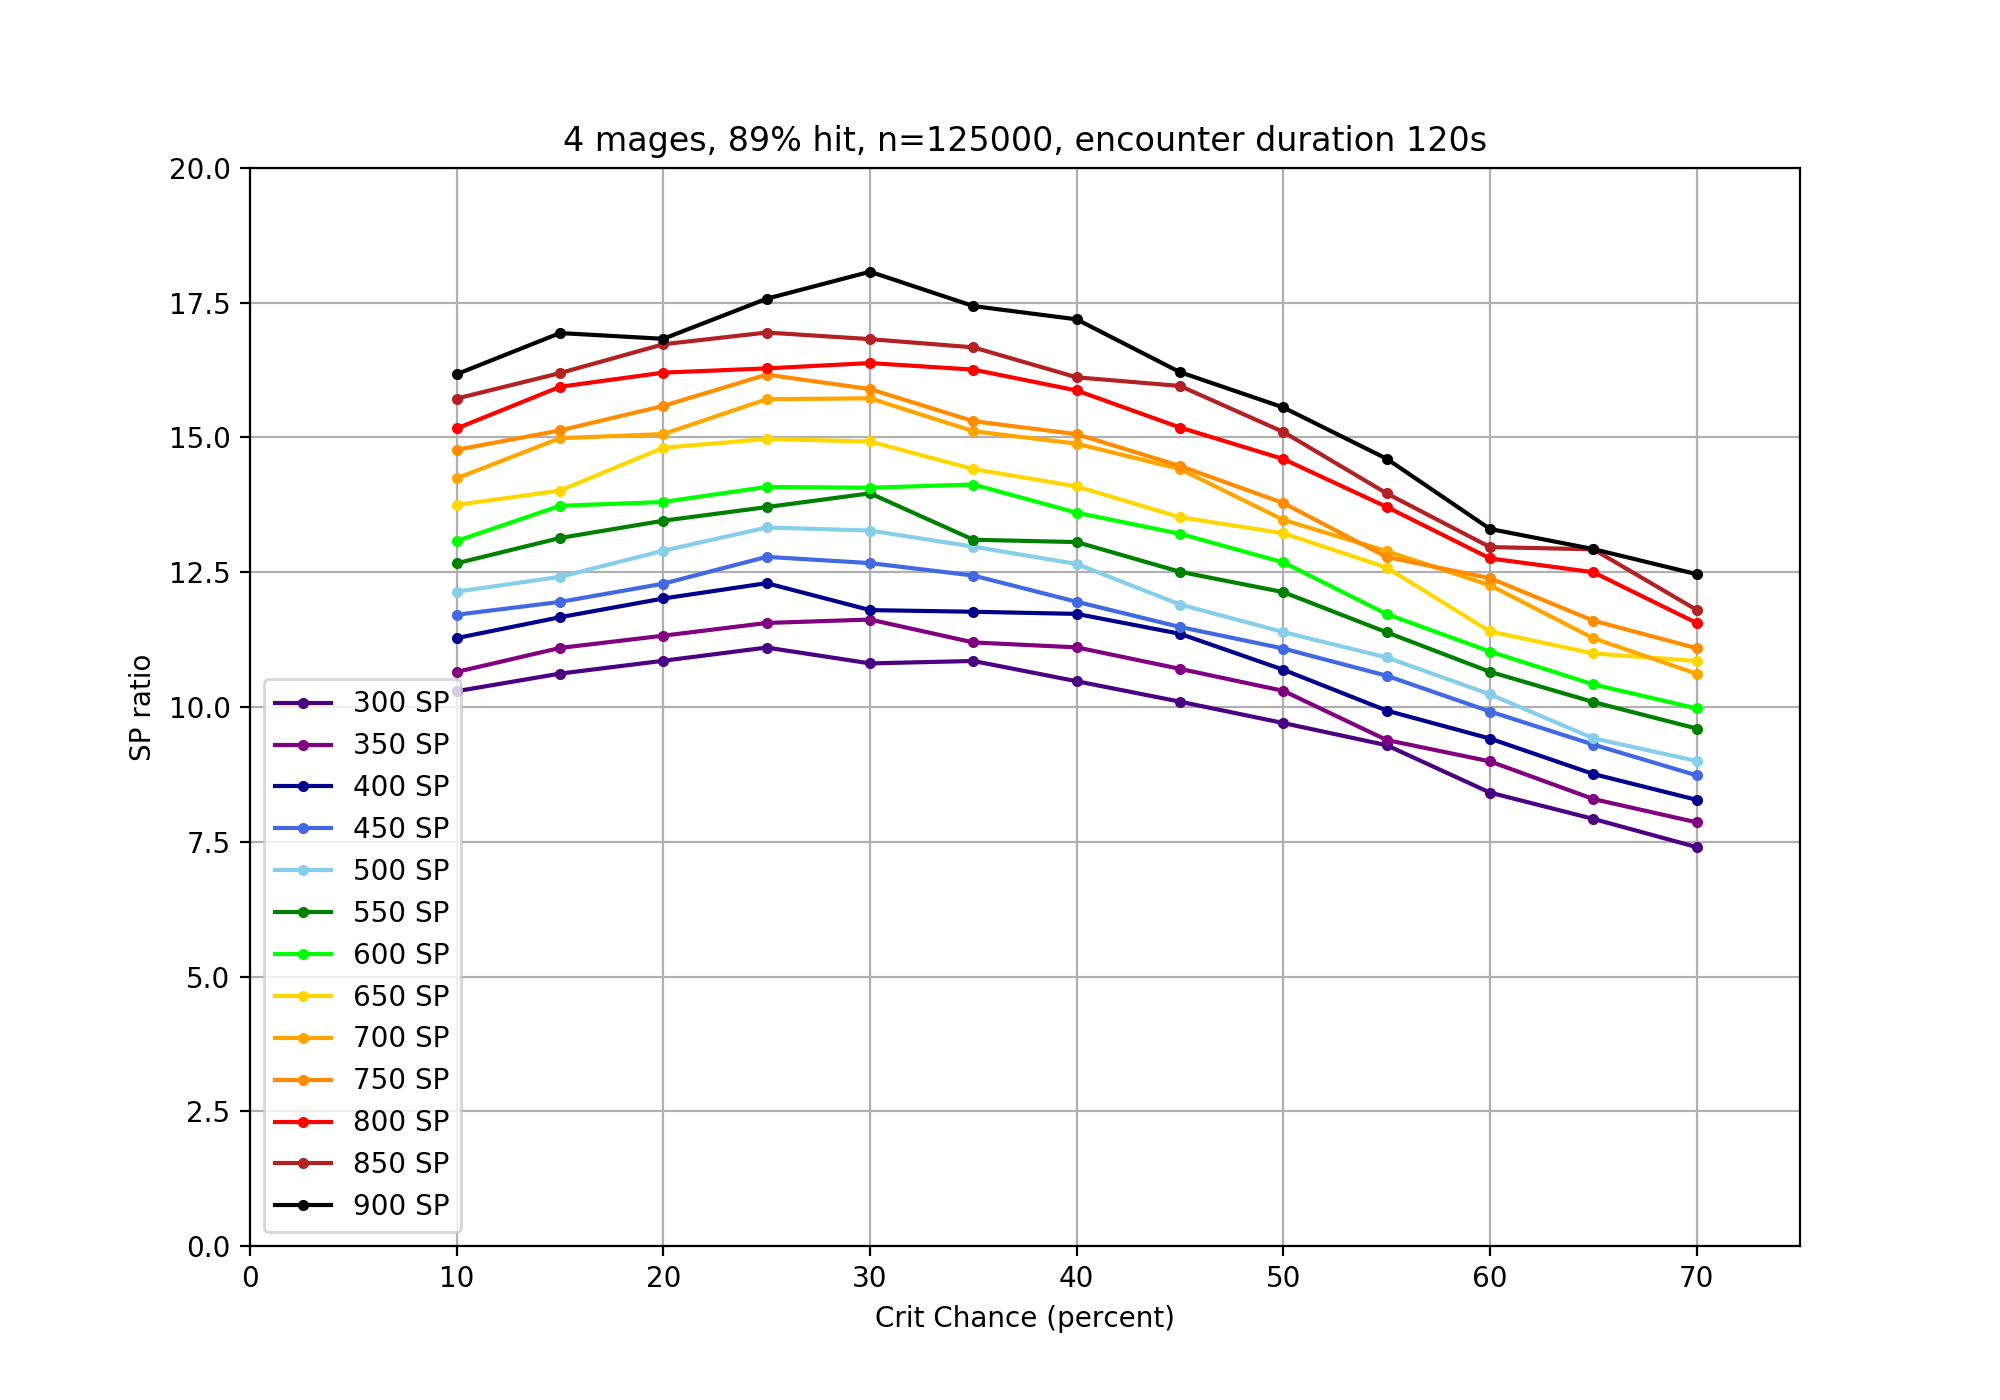 4 mages, 89% hit, n=125000, encounter duration 120s
20.0
17.5
15.0
12.5
10.0
7.5
5.0
2.5
0.0
SP ratio
300 SP
350 SP
400 SP
450 SP
500 SP
550 SP
600 SP
650 SP
700 SP
750 SP
800 SP
850 SP
900 SP
0 10 20 30 40 50 60 70
Crit Chance (percent)